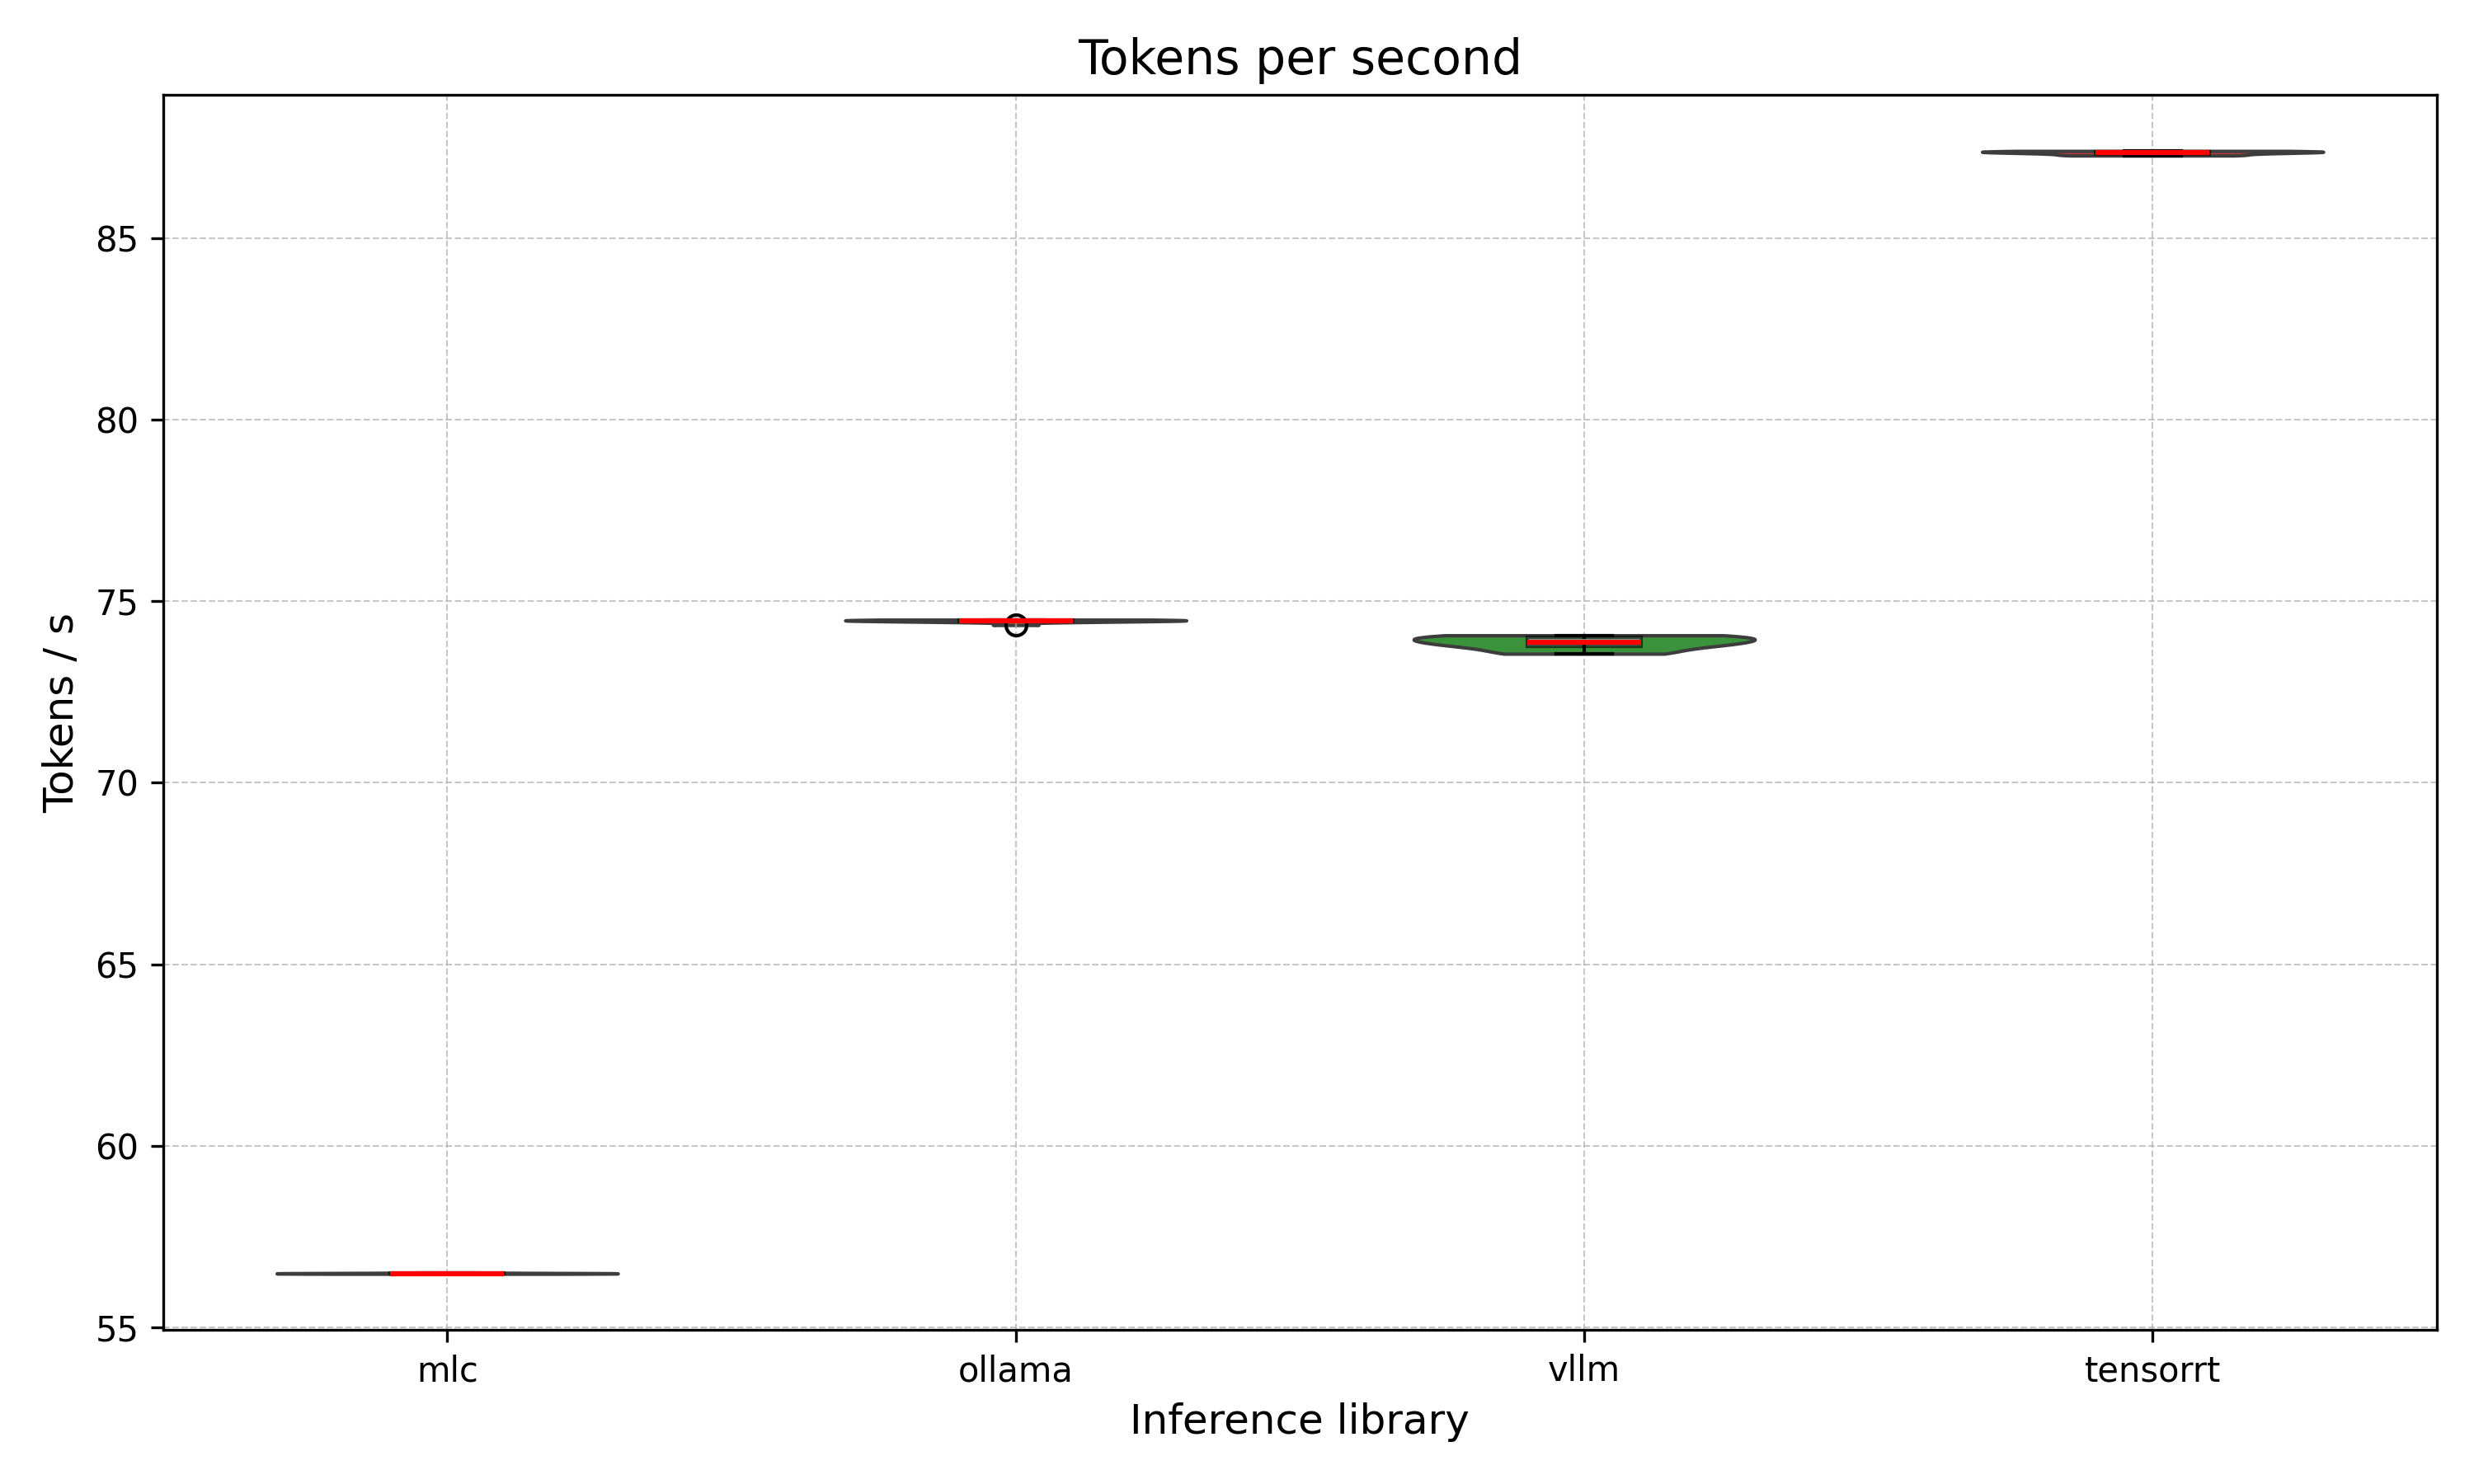 Tokens per second
Tokens / s
85
80
75
70
65
60
55
mlc
ollama
vllm
tensorrt
Inference library